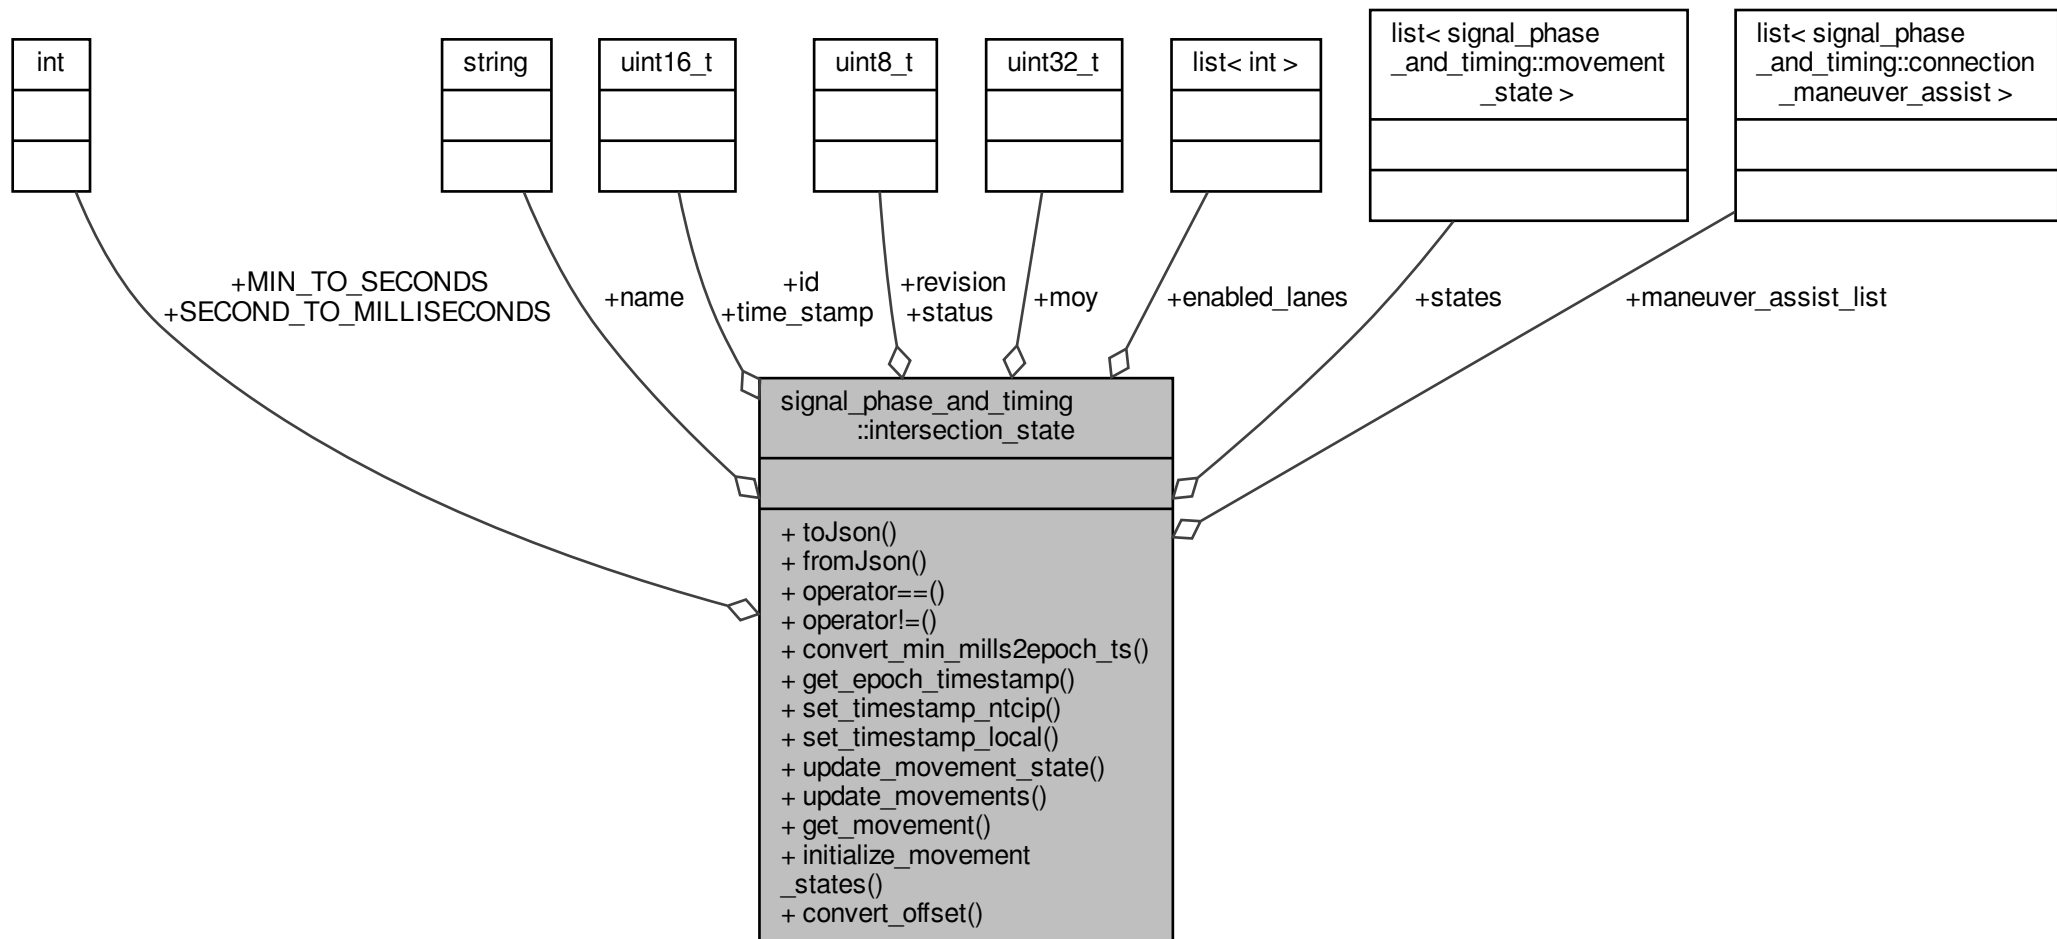 int
string
uint16_t
uint8_t
uint32_t
list< int >
list< signal_phase
_and_timing::movement
_state >
list< signal_phase
_and_timing::connection
_maneuver_assist >
+MIN_TO_SECONDS
+SECOND_TO_MILLISECONDS
+name
+id
+time_stamp
+revision
+status
+moy
+enabled_lanes
+states
+maneuver_assist_list
signal_phase_and_timing
::intersection_state
+ toJson()
+ fromJson()
+ operator==()
+ operator!=()
+ convert_min_mills2epoch_ts()
+ get_epoch_timestamp()
+ set_timestamp_ntcip()
+ set_timestamp_local()
+ update_movement_state()
+ update_movements()
+ get_movement()
+ initialize_movement
_states()
+ convert_offset()